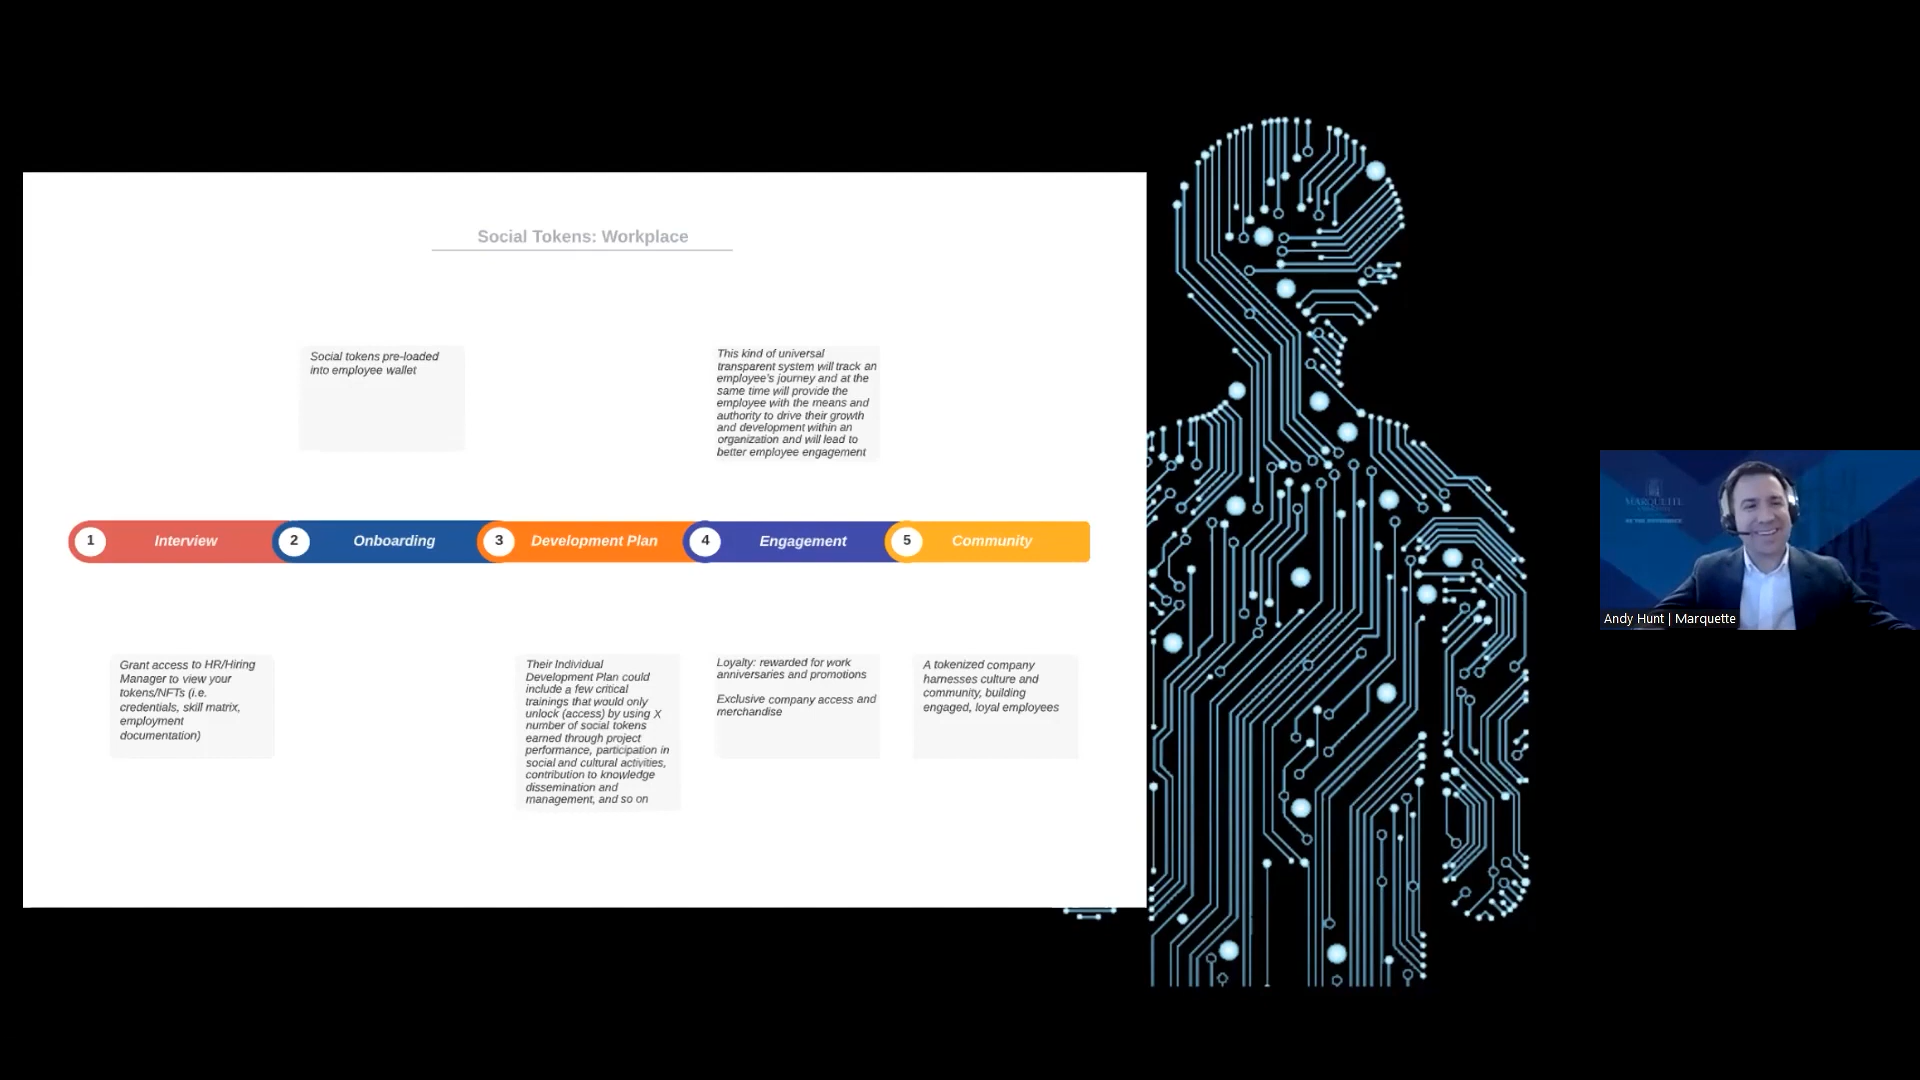 Social Tokens: Workplace
Social tokens pre-loaded
into employee wallet
This kind of universal
transparent system will track an
employee's journey and at the
same time will provide the
employee with the means and
authority to drive their growth
and development within an
organization and will lead to
better employee engagement
1 Interview 2 Onboarding 3 Development Plan 4 Engagement 5 Community
Grant access to HR/Hiring
Manager to view your
tokens/NFTs (i.e.
credentials, skill matrix,
employment
documentation)
Their Individual
Development Plan could
include a few critical
trainings that would only
unlock (access) by using X
number of social tokens
earned through project
performance, participation in
social and cultural activities,
contribution to knowledge
dissemination and
management, and so on
Loyalty: rewarded for work
anniversaries and promotions
Exclusive company access and
merchandise
A tokenized company
harnesses culture and
community, building
engaged, loyal employees
MARQUETTE
Andy Hunt | Marquette